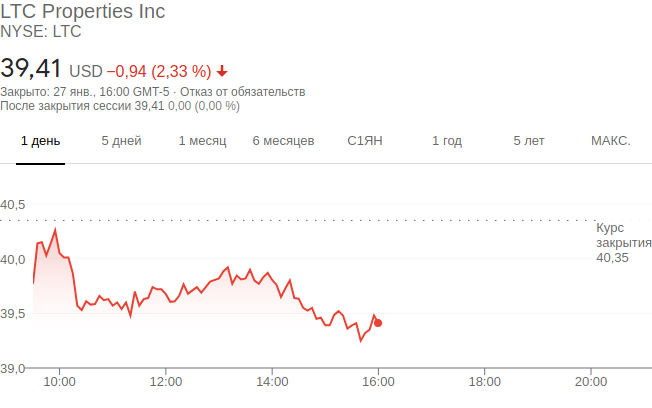 LTC Properties Inc
NYSE: LTC
39,41 USD −0,94 (2,33 %)
Закрыто: 27 янв., 16:00 GMT-5 · Отказ от обязательств
После закрытия сессии 39,41 0,00 (0,00 %)
1 день 5 дней 1 месяц 6 месяцев С1ЯН 1 год 5 лет МАКС.
40,5
Курс
закрытия
40,0 40,35
39,5
39,0
10:00 12:00 14:00 16:00 18:00 20:00